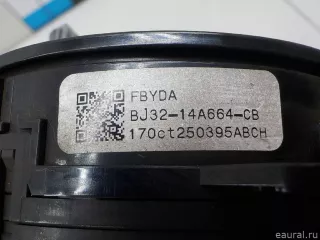 FBYDA
BJ32-14A664-CB
170ct250395ABCH
© eaural.ru